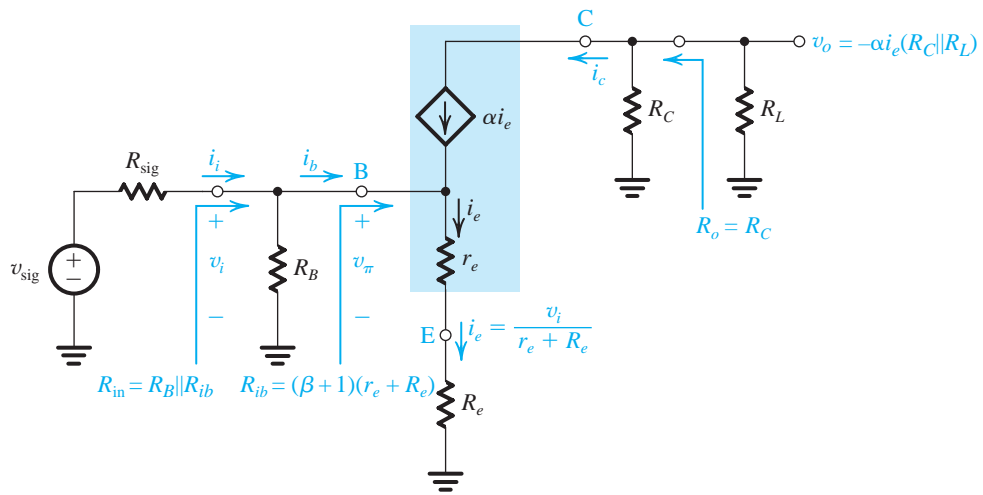 C
v_o = –αi_e(R_C||R_L)
i_c
αi_e
R_C
R_L
R_sig
i_i
i_b
B
R_o = R_C
i_e
v_sig
+
−
+
v_i
−
R_B
+
v_π
−
r_e
E
i_e = v_i / (r_e + R_e)
R_in = R_B||R_ib
R_ib = (β + 1)(r_e + R_e)
R_e